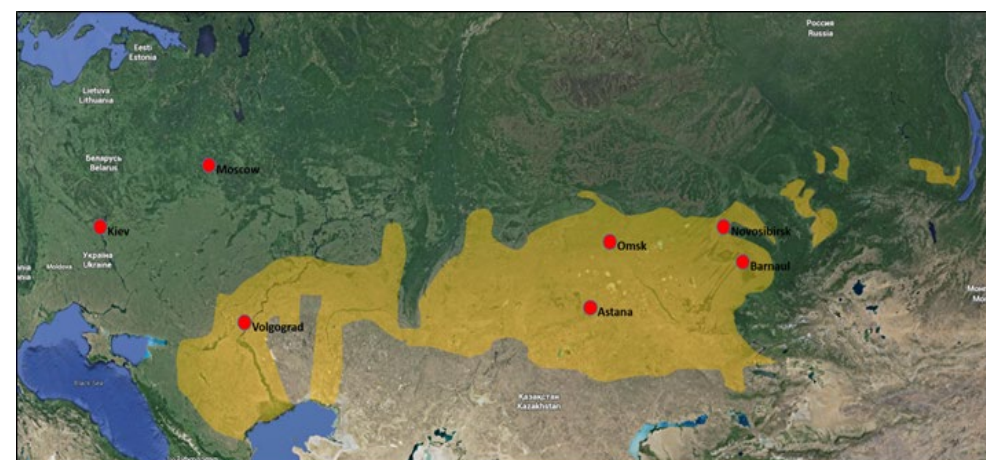 Россия
Russia
Eesti
Estonia
Lietuva
Lithuania
Беларусь
Belarus
Moscow
Kiev
Novosibirsk
Omsk
Україна
Ukraine
Moldova
Barnaul
Astana
Volgograd
Black Sea
Қазақстан
Kazakhstan